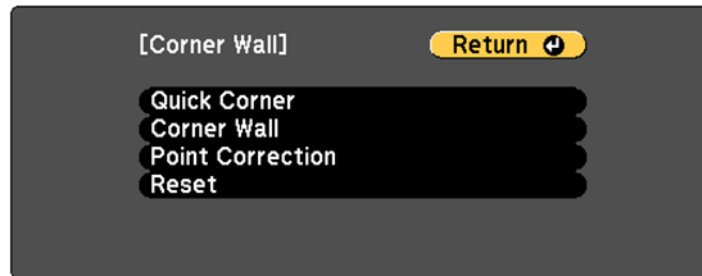 [Corner Wall]
Return
Quick Corner
Corner Wall
Point Correction
Reset